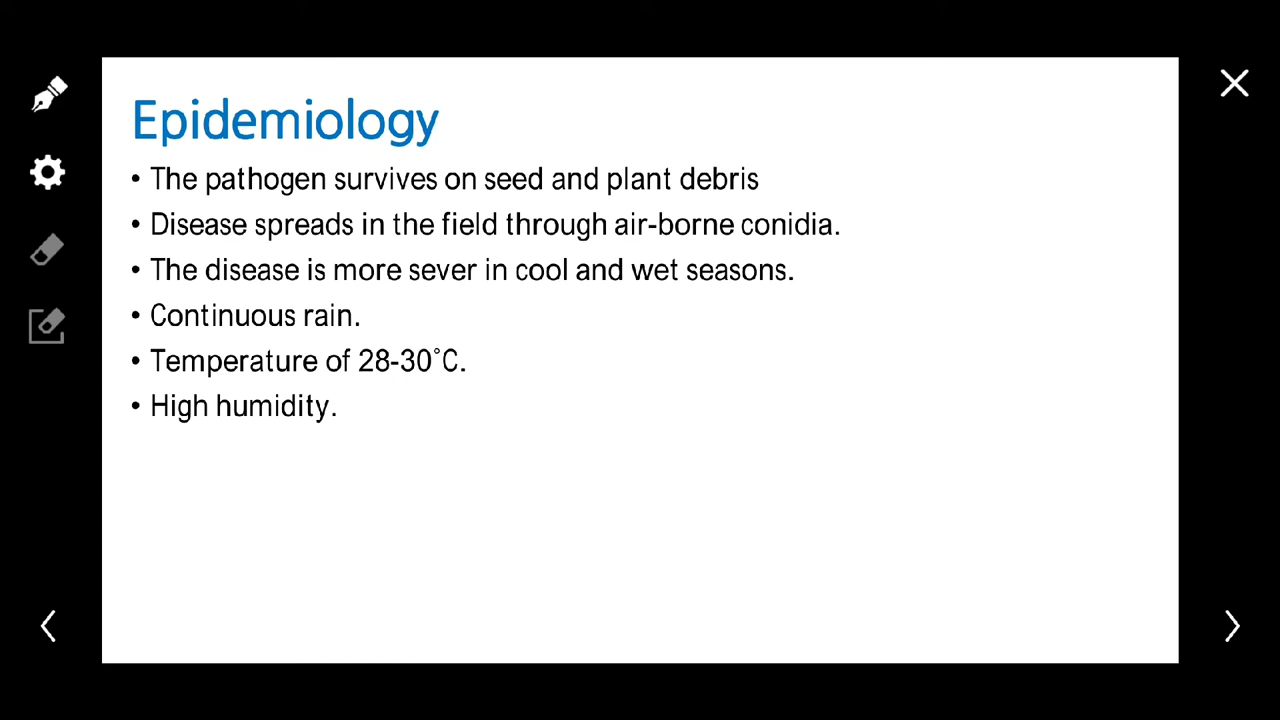 Epidemiology
• The pathogen survives on seed and plant debris
• Disease spreads in the field through air-borne conidia.
• The disease is more sever in cool and wet seasons.
• Continuous rain.
• Temperature of 28-30˚C.
• High humidity.